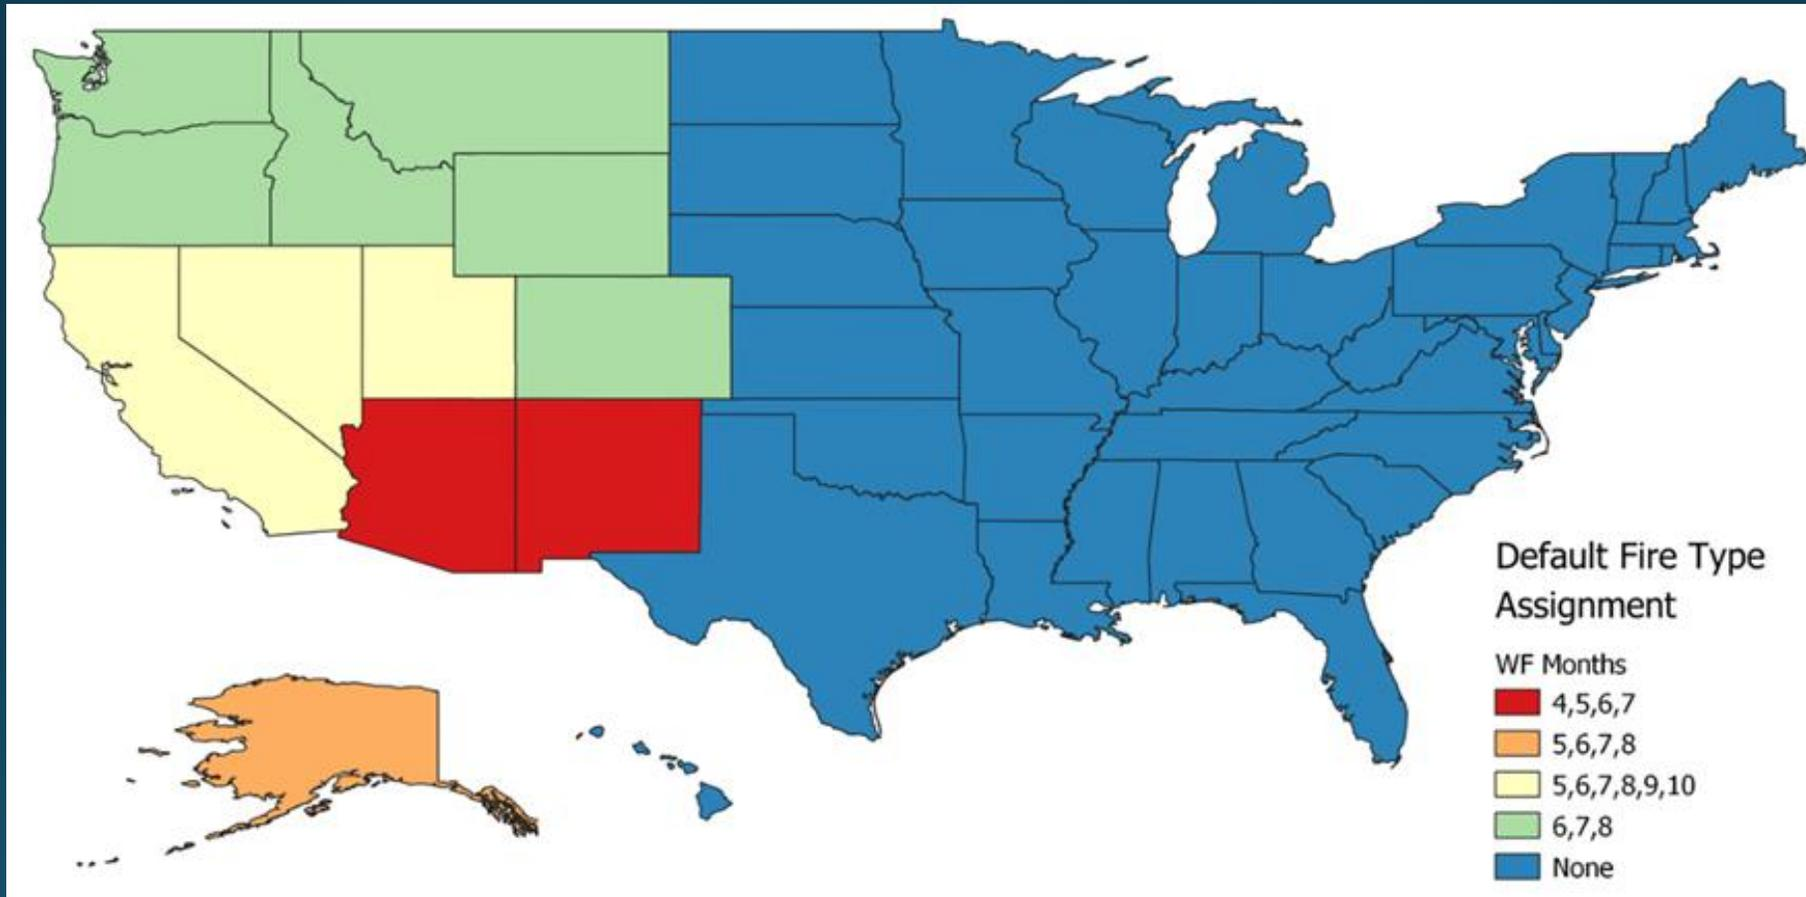 Default Fire Type
Assignment
WF Months
4,5,6,7
5,6,7,8
5,6,7,8,9,10
6,7,8
None